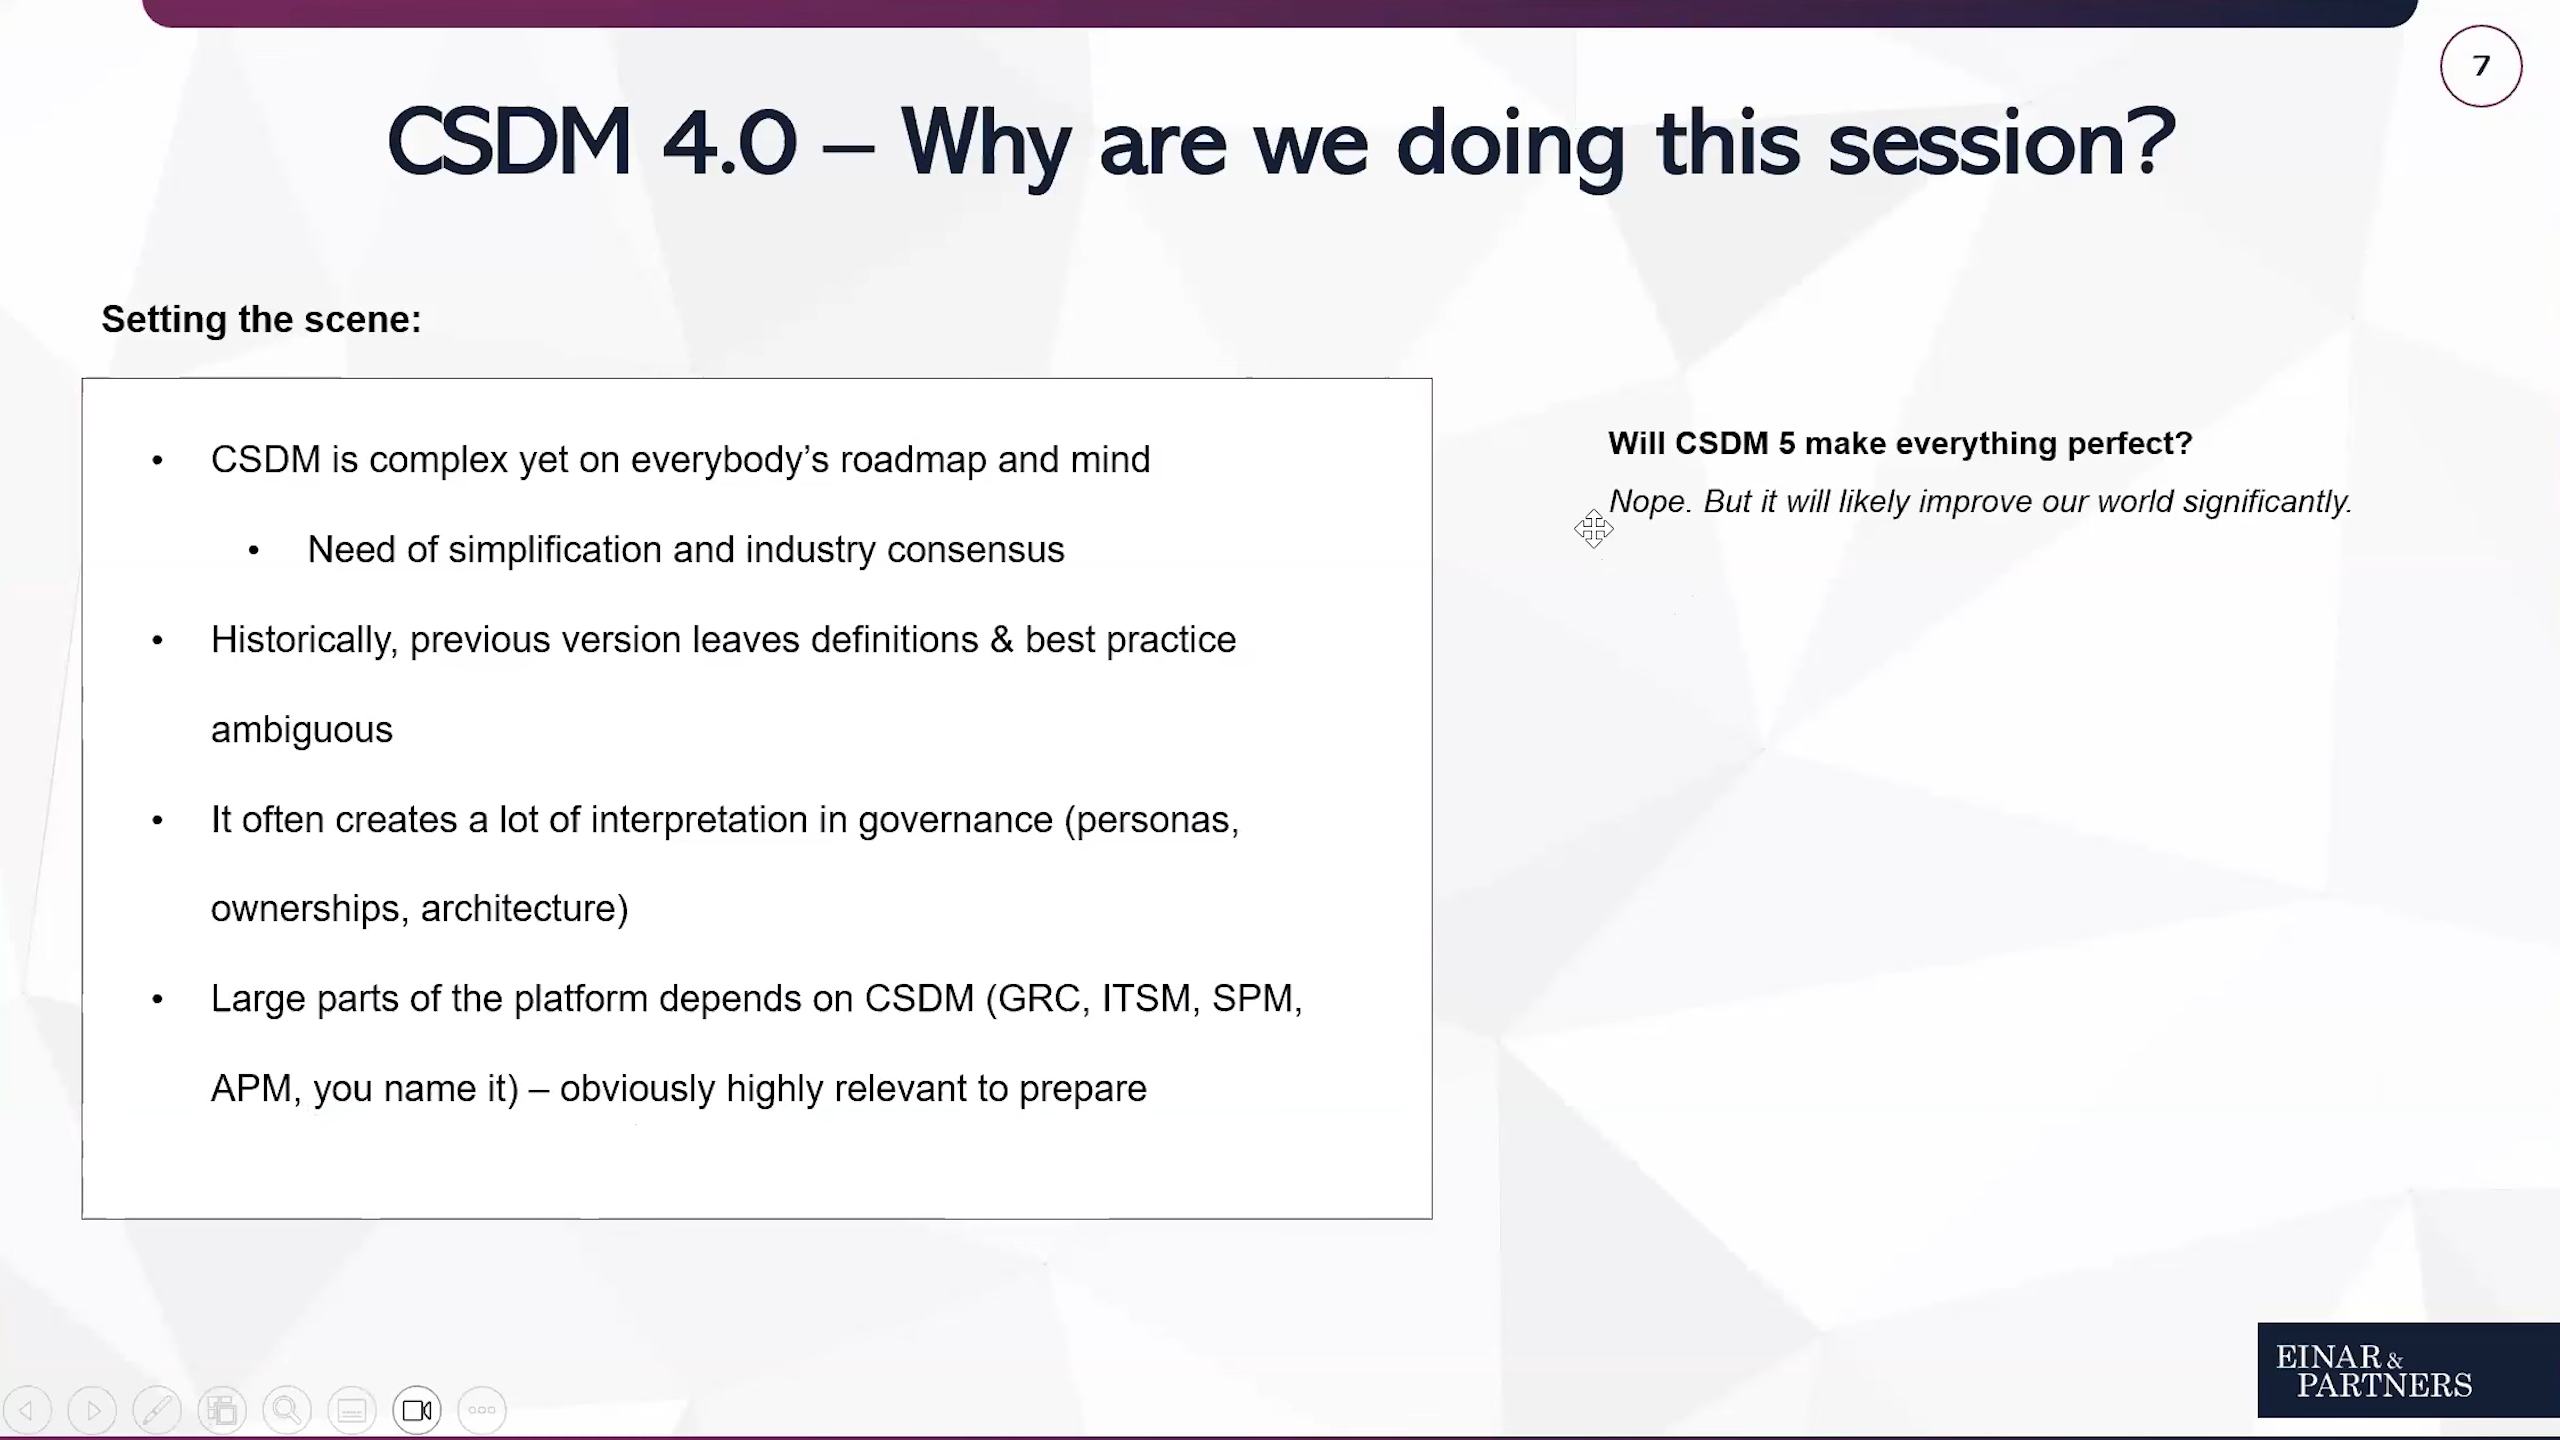 7
CSDM 4.0 – Why are we doing this session?
Setting the scene:
• CSDM is complex yet on everybody’s roadmap and mind
• Need of simplification and industry consensus
• Historically, previous version leaves definitions & best practice
ambiguous
• It often creates a lot of interpretation in governance (personas,
ownerships, architecture)
• Large parts of the platform depends on CSDM (GRC, ITSM, SPM,
APM, you name it) – obviously highly relevant to prepare
Will CSDM 5 make everything perfect?
Nope. But it will likely improve our world significantly.
EINAR &
PARTNERS